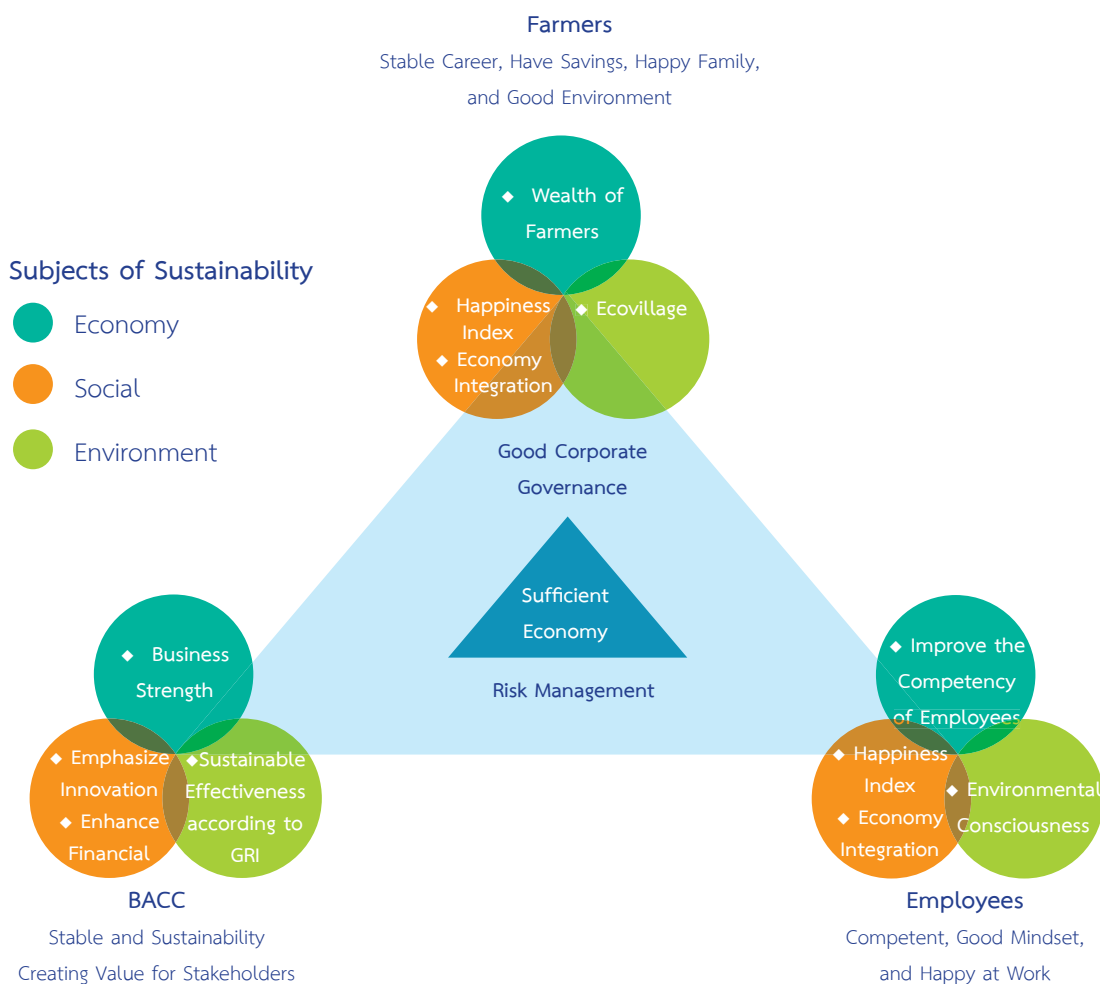 Farmers
Stable Career, Have Savings, Happy Family,
and Good Environment
◆ Wealth of
Farmers
Subjects of Sustainability
Economy
Social
Environment
◆ Happiness
Index
◆ Economy
Integration
◆ Ecovillage
Good Corporate
Governance
Sufficient
Economy
Risk Management
◆ Business
Strength
◆ Emphasize
Innovation
◆ Enhance
Financial
◆Sustainable
Effectiveness
according to
GRI
BACC
Stable and Sustainability
Creating Value for Stakeholders
◆ Improve the
Competency
of Employees
◆ Happiness
Index
◆ Economy
Integration
◆ Environmental
Consciousness
Employees
Competent, Good Mindset,
and Happy at Work